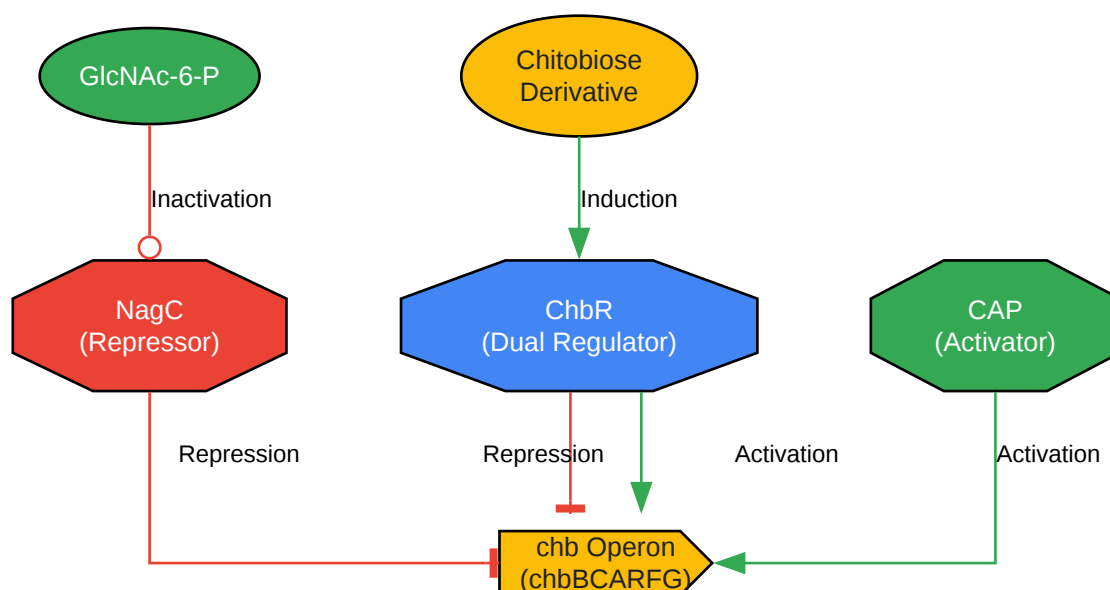 GlcNAc-6-P
Chitobiose
Derivative
Inactivation
Induction
NagC
(Repressor)
ChbR
(Dual Regulator)
CAP
(Activator)
Repression
Repression
Activation
Activation
chb Operon
(chbBCARFG)